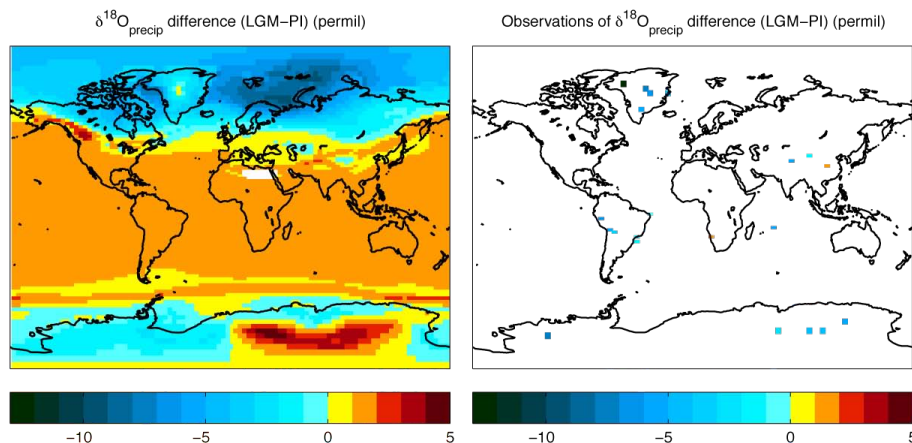 δ18Oprecip difference (LGM−PI) (permil)
Observations of δ18Oprecip difference (LGM−PI) (permil)
−10 −5 0 5
−10 −5 0 5